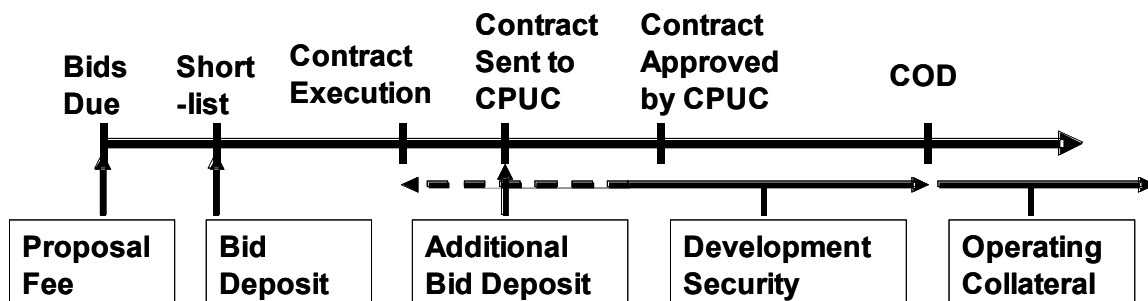 Bids
Due
Short
-list
Contract
Execution
Contract
Sent to
CPUC
Contract
Approved
by CPUC
COD
Proposal
Fee
Bid
Deposit
Additional
Bid Deposit
Development
Security
Operating
Collateral